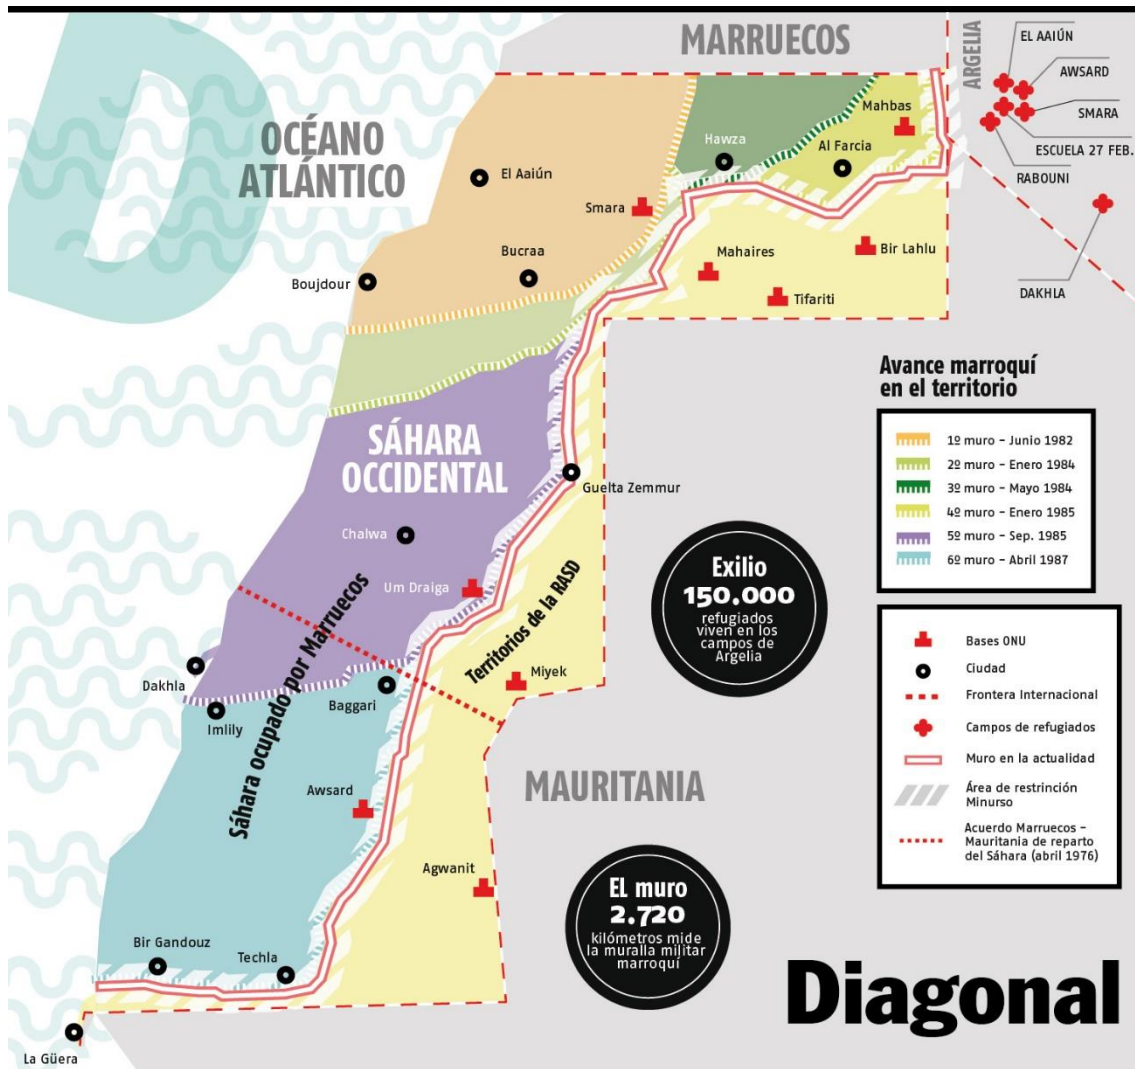 D
MARRUECOS
ARGELIA
EL AAIÚN
AWSARD
SMARA
ESCUELA 27 FEB.
RABOUNI
DAKHLA
OCÉANO
ATLÁNTICO
Mahbas
Hawza
Al Farcia
El Aaiún
Smara
Bucraa
Boujdour
Mahaires
Bir Lahlu
Tifariti
SÁHARA
OCCIDENTAL
Guelta Zemmur
Chalwa
Um Draiga
Sáhara ocupado por Marruecos
Territorios de la RASD
Miyek
Dakhla
Imlily
Baggari
Awsard
MAURITANIA
Agwanit
Bir Gandouz
Techla
La Güera
Avance marroquí
en el territorio
1º muro - Junio 1982
2º muro - Enero 1984
3º muro - Mayo 1984
4º muro - Enero 1985
5º muro - Sep. 1985
6º muro - Abril 1987
Bases ONU
Ciudad
Frontera Internacional
Campos de refugiados
Muro en la actualidad
Área de restricción
Minurso
Acuerdo Marruecos -
Mauritania de reparto
del Sáhara (abril 1976)
Exilio
150.000
refugiados
viven en los
campos de
Argelia
EL muro
2.720
kilómetros mide
la muralla militar
marroquí
Diagonal